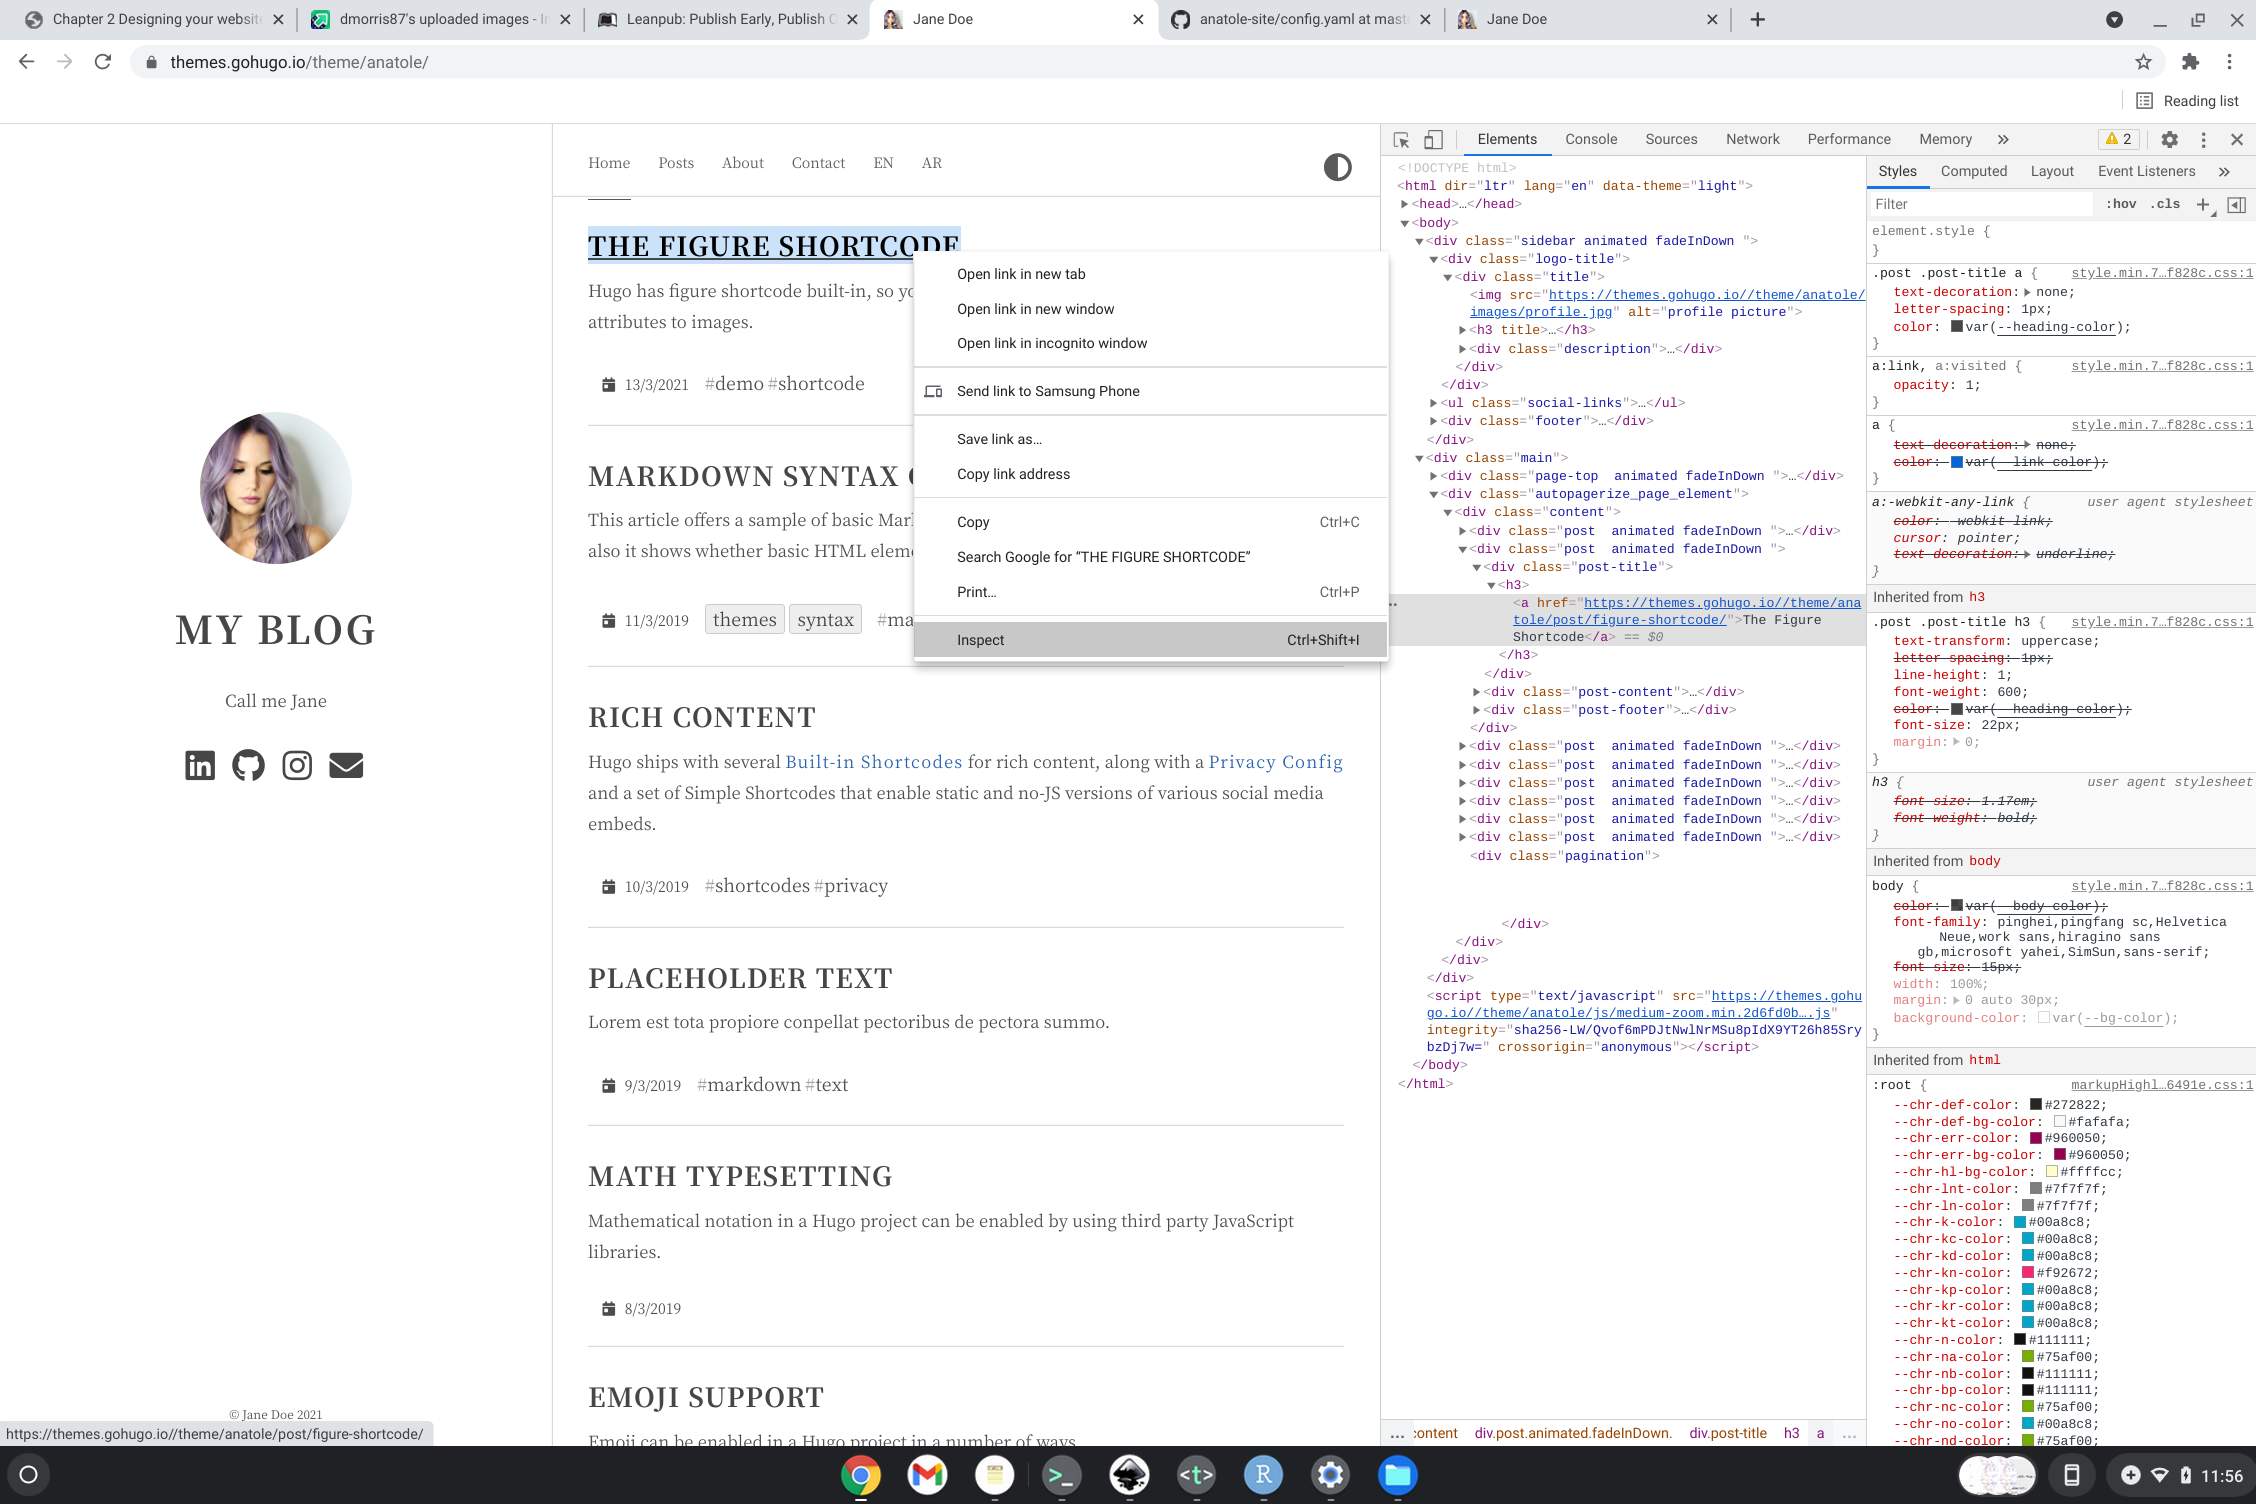 Chapter 2 Designing your website
dmorris87's uploaded images - In
Leanpub: Publish Early, Publish O
Jane Doe
anatole-site/config.yaml at mast
Jane Doe
themes.gohugo.io/theme/anatole/
Reading list
MY BLOG
Call me Jane
© Jane Doe 2021
https://themes.gohugo.io//theme/anatole/post/figure-shortcode/
Home Posts About Contact EN AR
THE FIGURE SHORTCODE
Hugo has figure shortcode built-in, so yo
attributes to images.
13/3/2021 #demo #shortcode
MARKDOWN SYNTAX
This article offers a sample of basic Mar
also it shows whether basic HTML eleme
11/3/2019 themes syntax #ma
RICH CONTENT
Hugo ships with several Built-in Shortcodes for rich content, along with a Privacy Config
and a set of Simple Shortcodes that enable static and no-JS versions of various social media
embeds.
10/3/2019 #shortcodes #privacy
PLACEHOLDER TEXT
Lorem est tota propiore conpellat pectoribus de pectora summo.
9/3/2019 #markdown #text
MATH TYPESETTING
Mathematical notation in a Hugo project can be enabled by using third party JavaScript
libraries.
8/3/2019
EMOJI SUPPORT
Emoji can be enabled in a Hugo project in a number of ways.
Open link in new tab
Open link in new window
Open link in incognito window
Send link to Samsung Phone
Save link as…
Copy link address
Copy Ctrl+C
Search Google for “THE FIGURE SHORTCODE”
Print… Ctrl+P
Inspect Ctrl+Shift+I
Elements Console Sources Network Performance Memory » 2
<!DOCTYPE html>
<html dir="ltr" lang="en" data-theme="light">
<head>…</head>
<body>
<div class="sidebar animated fadeInDown ">
<div class="logo-title">
<div class="title">
<img src="https://themes.gohugo.io//theme/anatole/
images/profile.jpg" alt="profile picture">
<h3 title>…</h3>
<div class="description">…</div>
</div>
</div>
<ul class="social-links">…</ul>
<div class="footer">…</div>
</div>
<div class="main">
<div class="page-top  animated fadeInDown ">…</div>
<div class="autopagerize_page_element">
<div class="content">
<div class="post  animated fadeInDown ">…</div>
<div class="post  animated fadeInDown ">
<div class="post-title">
<h3>
… <a href="https://themes.gohugo.io//theme/ana
tole/post/figure-shortcode/">The Figure
Shortcode</a> == $0
</h3>
</div>
<div class="post-content">…</div>
<div class="post-footer">…</div>
</div>
<div class="post  animated fadeInDown ">…</div>
<div class="post  animated fadeInDown ">…</div>
<div class="post  animated fadeInDown ">…</div>
<div class="post  animated fadeInDown ">…</div>
<div class="post  animated fadeInDown ">…</div>
<div class="post  animated fadeInDown ">…</div>
<div class="pagination">
</div>
</div>
</div>
</div>
<script type="text/javascript" src="https://themes.gohu
go.io//theme/anatole/js/medium-zoom.min.2d6fd0b….js"
integrity="sha256-LW/Qvof6mPDJtNwlNrMSu8pIdX9YT26h85Sry
bzDj7w=" crossorigin="anonymous"></script>
</body>
</html>
… :ontent div.post.animated.fadeInDown. div.post-title h3 a …
Styles Computed Layout Event Listeners »
Filter :hov .cls +
element.style {
}
.post .post-title a { style.min.7…f828c.css:1
text-decoration: none;
letter-spacing: 1px;
color: var(--heading-color);
}
a:link, a:visited { style.min.7…f828c.css:1
opacity: 1;
}
a { style.min.7…f828c.css:1
text-decoration: none;
color: var(--link-color);
}
a:-webkit-any-link { user agent stylesheet
color: -webkit-link;
cursor: pointer;
text-decoration: underline;
}
Inherited from h3
.post .post-title h3 { style.min.7…f828c.css:1
text-transform: uppercase;
letter-spacing: 1px;
line-height: 1;
font-weight: 600;
color: var(--heading-color);
font-size: 22px;
margin: 0;
}
h3 { user agent stylesheet
font-size: 1.17em;
font-weight: bold;
}
Inherited from body
body { style.min.7…f828c.css:1
color: var(--body-color);
font-family: pinghei,pingfang sc,Helvetica
Neue,work sans,hiragino sans
gb,microsoft yahei,SimSun,sans-serif;
font-size: 15px;
width: 100%;
margin: 0 auto 30px;
background-color: var(--bg-color);
}
Inherited from html
:root { markupHighl…6491e.css:1
--chr-def-color: #272822;
--chr-def-bg-color: #fafafa;
--chr-err-color: #960050;
--chr-err-bg-color: #960050;
--chr-hl-bg-color: #ffffcc;
--chr-lnt-color: #7f7f7f;
--chr-ln-color: #7f7f7f;
--chr-k-color: #00a8c8;
--chr-kc-color: #00a8c8;
--chr-kd-color: #00a8c8;
--chr-kn-color: #f92672;
--chr-kp-color: #00a8c8;
--chr-kr-color: #00a8c8;
--chr-kt-color: #00a8c8;
--chr-n-color: #111111;
--chr-na-color: #75af00;
--chr-nb-color: #111111;
--chr-bp-color: #111111;
--chr-nc-color: #75af00;
--chr-no-color: #00a8c8;
--chr-nd-color: #75af00;
>_ <t> R
11:56